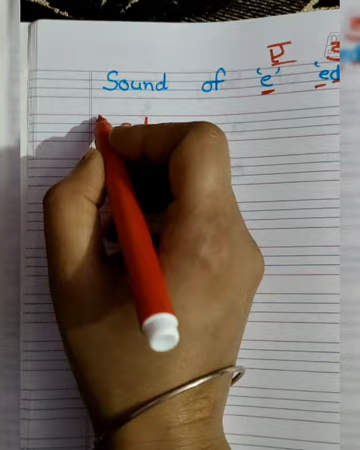 ए
Sound of 'e' 'ed